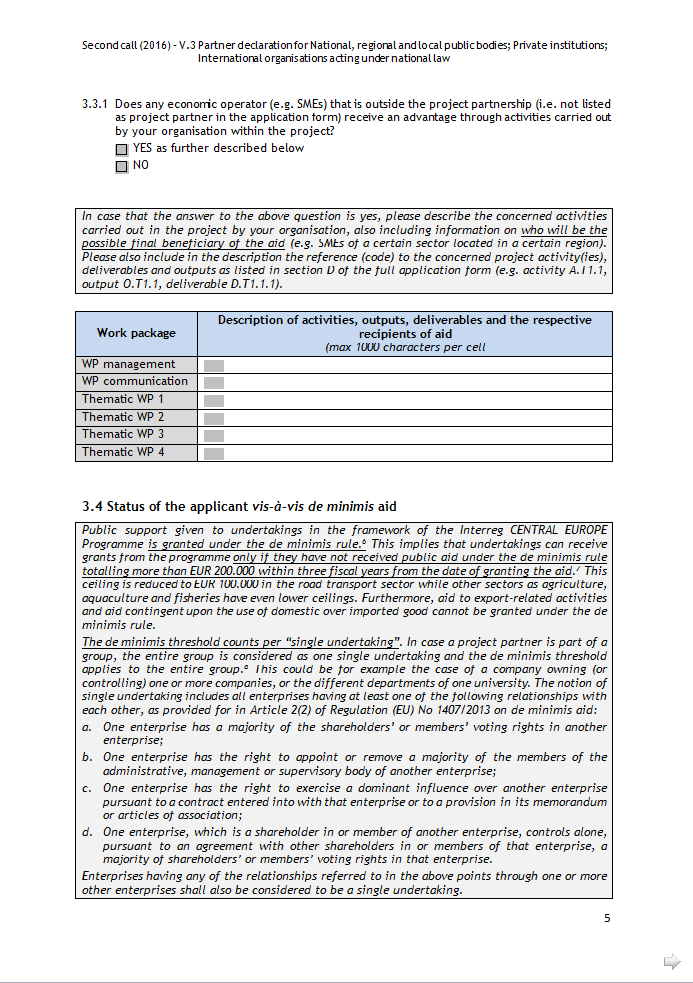 Second call (2016) – V.3 Partner declaration for National, regional and local public bodies; Private institutions;
International organisations acting under national law
3.3.1 Does any economic operator (e.g. SMEs) that is outside the project partnership (i.e. not listed
as project partner in the application form) receive an advantage through activities carried out
by your organisation within the project?
YES as further described below
NO
In case that the answer to the above question is yes, please describe the concerned activities
carried out in the project by your organisation, also including information on who will be the
possible final beneficiary of the aid (e.g. SMEs of a certain sector located in a certain region).
Please also include in the description the reference (code) to the concerned project activity(ies),
deliverables and outputs as listed in section D of the full application form (e.g. activity A.T1.1,
output O.T1.1, deliverable D.T1.1.1).
Work package
Description of activities, outputs, deliverables and the respective
recipients of aid
(max 1000 characters per cell
WP management
WP communication
Thematic WP 1
Thematic WP 2
Thematic WP 3
Thematic WP 4
3.4 Status of the applicant vis-à-vis de minimis aid
Public support given to undertakings in the framework of the Interreg CENTRAL EUROPE
Programme is granted under the de minimis rule.⁶ This implies that undertakings can receive
grants from the programme only if they have not received public aid under the de minimis rule
totalling more than EUR 200.000 within three fiscal years from the date of granting the aid.⁷ This
ceiling is reduced to EUR 100.000 in the road transport sector while other sectors as agriculture,
aquaculture and fisheries have even lower ceilings. Furthermore, aid to export-related activities
and aid contingent upon the use of domestic over imported good cannot be granted under the de
minimis rule.
The de minimis threshold counts per “single undertaking”. In case a project partner is part of a
group, the entire group is considered as one single undertaking and the de minimis threshold
applies to the entire group.⁸ This could be for example the case of a company owning (or
controlling) one or more companies, or the different departments of one university. The notion of
single undertaking includes all enterprises having at least one of the following relationships with
each other, as provided for in Article 2(2) of Regulation (EU) No 1407/2013 on de minimis aid:
a. One enterprise has a majority of the shareholders’ or members’ voting rights in another
enterprise;
b. One enterprise has the right to appoint or remove a majority of the members of the
administrative, management or supervisory body of another enterprise;
c. One enterprise has the right to exercise a dominant influence over another enterprise
pursuant to a contract entered into with that enterprise or to a provision in its memorandum
or articles of association;
d. One enterprise, which is a shareholder in or member of another enterprise, controls alone,
pursuant to an agreement with other shareholders in or members of that enterprise, a
majority of shareholders’ or members’ voting rights in that enterprise.
Enterprises having any of the relationships referred to in the above points through one or more
other enterprises shall also be considered to be a single undertaking.
5